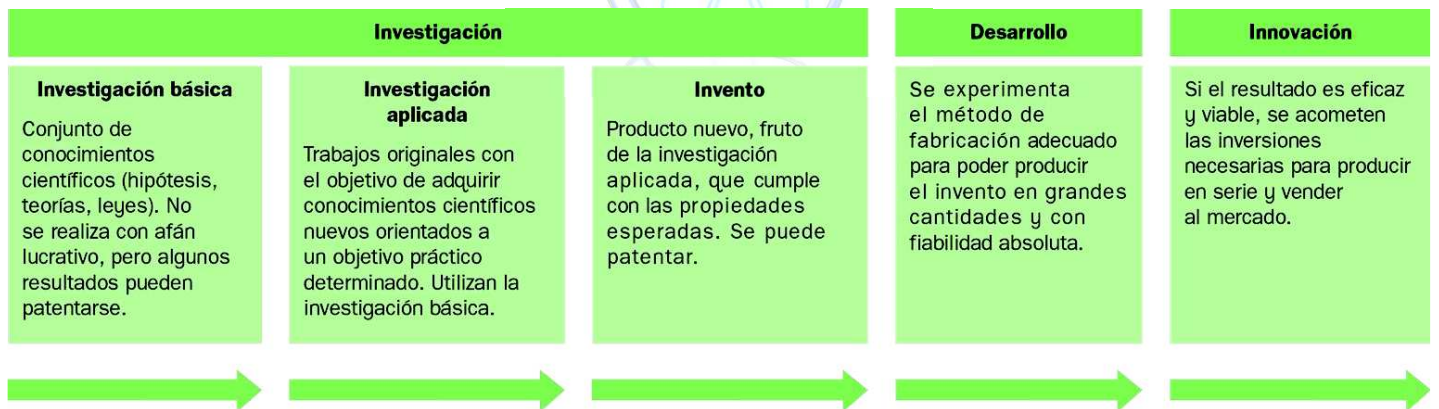 Investigación
Investigación básica
Conjunto de
conocimientos
científicos (hipótesis,
teorías, leyes). No
se realiza con afán
lucrativo, pero algunos
resultados pueden
patentarse.
Investigación
aplicada
Trabajos originales con
el objetivo de adquirir
conocimientos científicos
nuevos orientados a
un objetivo práctico
determinado. Utilizan la
investigación básica.
Invento
Producto nuevo, fruto
de la investigación
aplicada, que cumple
con las propiedades
esperadas. Se puede
patentar.
Desarrollo
Se experimenta
el método de
fabricación adecuado
para poder producir
el invento en grandes
cantidades y con
fiabilidad absoluta.
Innovación
Si el resultado es eficaz
y viable, se acometen
las inversiones
necesarias para producir
en serie y vender
al mercado.